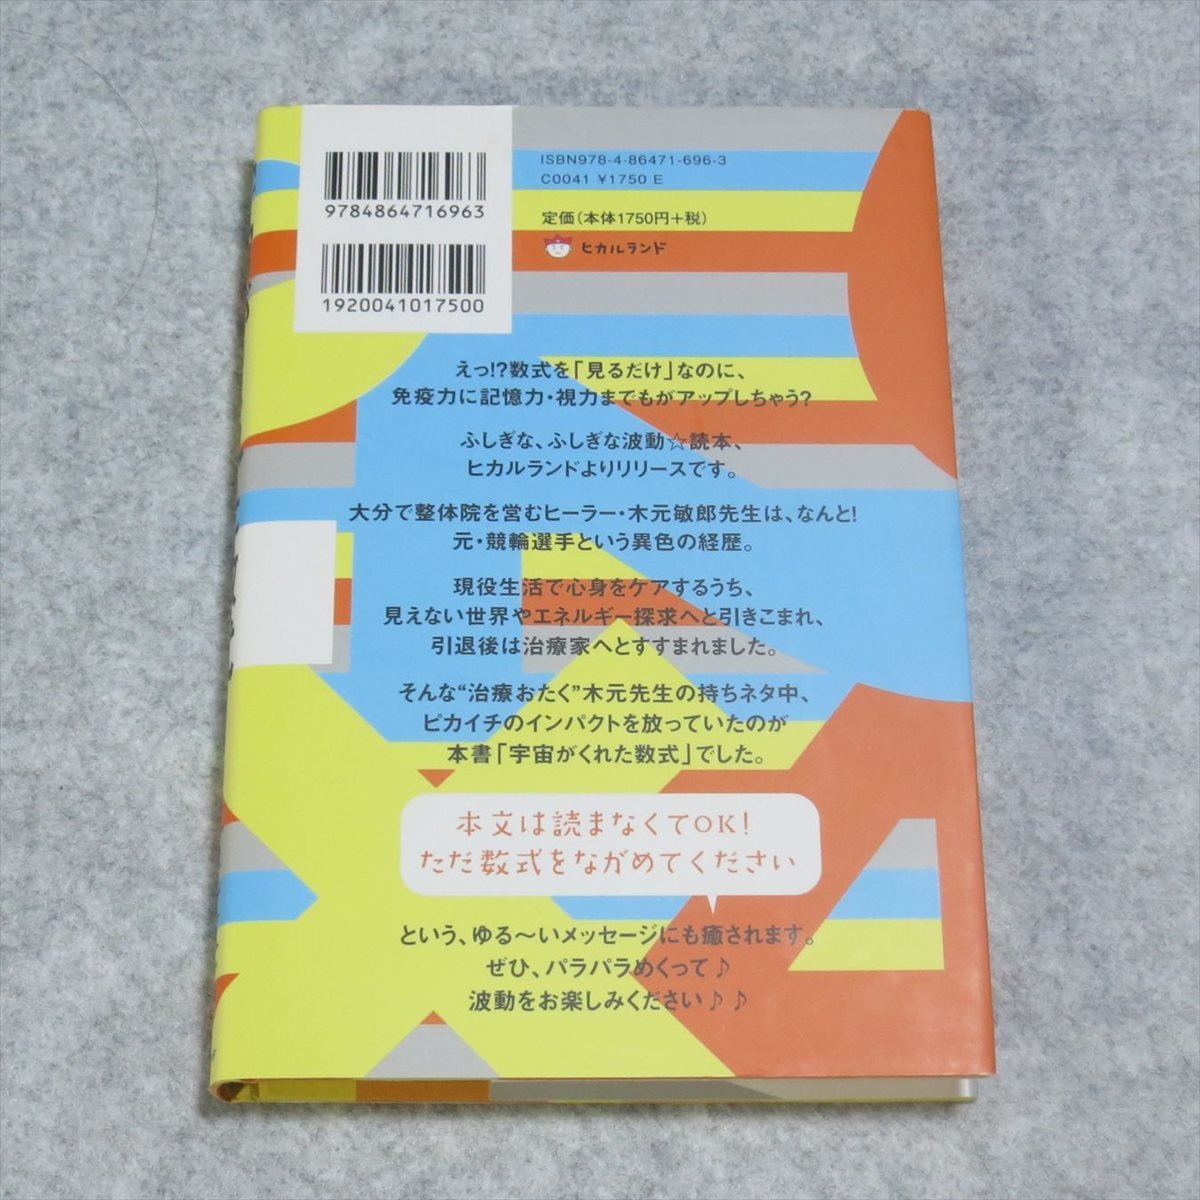 9784864716963
1920041017500
ISBN978-4-86471-696-3
C0041 ¥1750 E
定価(本体1750円+税)
ヒカルランド
えっ!?数式を「見るだけ」なのに、
免疫力に記憶力・視力までもがアップしちゃう?
ふしぎな、ふしぎな波動☆読本、
ヒカルランドよりリリースです。
大分で整体院を営むヒーラー・木元敏郎先生は、なんと!
元・競輪選手という異色の経歴。
現役生活で心身をケアするうち、
見えない世界やエネルギー探求へと引きこまれ、
引退後は治療家へとすすまれました。
そんな“治療おたく”木元先生の持ちネタ中、
ピカイチのインパクトを放っていたのが
本書「宇宙がくれた数式」でした。
本文は読まなくてOK!
ただ数式をながめてください
という、ゆる〜いメッセージにも癒されます。
ぜひ、パラパラめくって♪
波動をお楽しみください♪♪